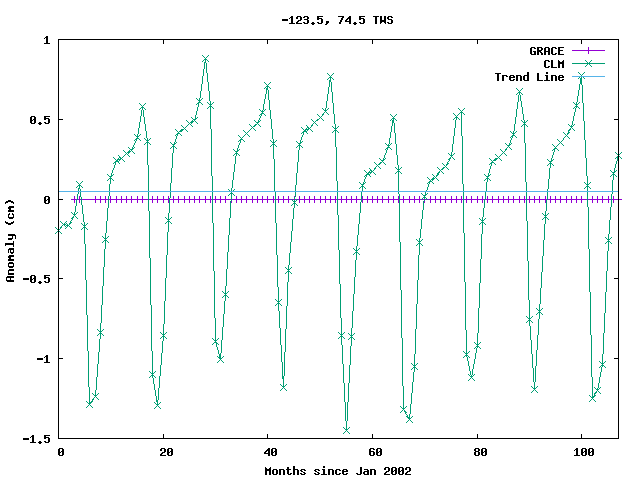 -123.5, 74.5 TWS
GRACE
CLM
Trend Line
1
0.5
0
-0.5
-1
-1.5
Anomaly (cm)
0 20 40 60 80 100
Months since Jan 2002